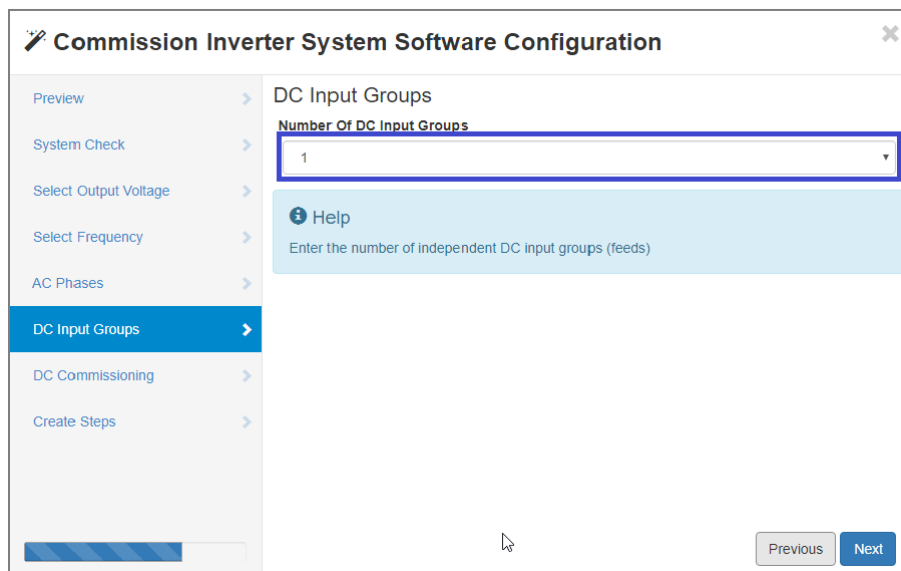 Commission Inverter System Software Configuration
Preview
System Check
Select Output Voltage
Select Frequency
AC Phases
DC Input Groups
DC Commissioning
Create Steps
DC Input Groups
Number Of DC Input Groups
1
Help
Enter the number of independent DC input groups (feeds)
Previous
Next